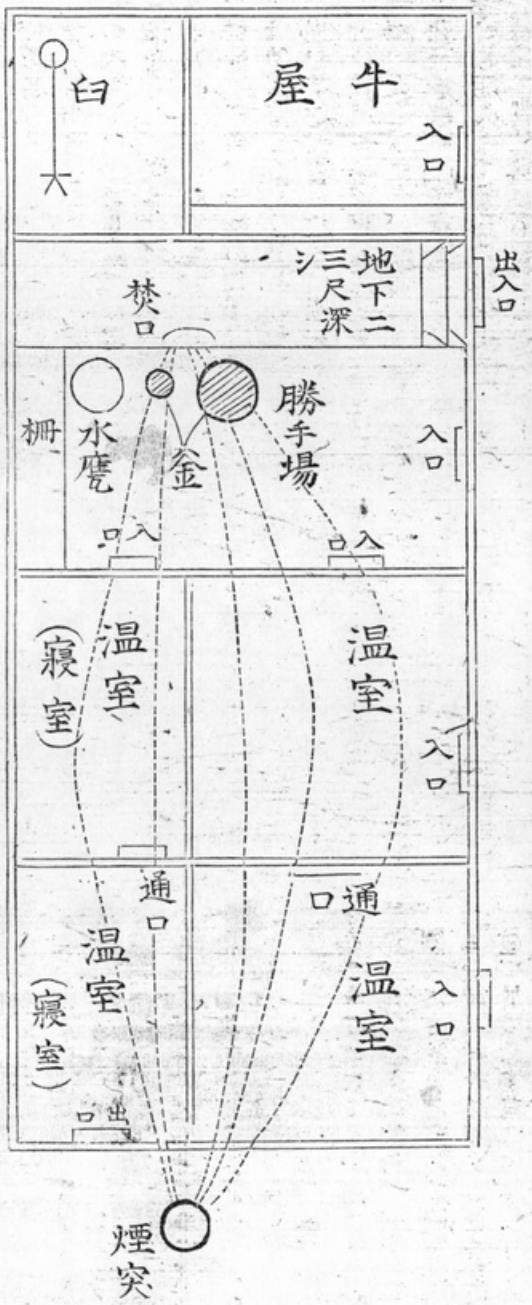 牛屋
臼
入口
出入口
地下二
三尺深
シ
焚口
勝手場
釜
水甕
棚
入口
入口
入口
温室
温室
(寝室)
入口
通口
通口
温室
温室
(寝室)
入口
出口
煙突